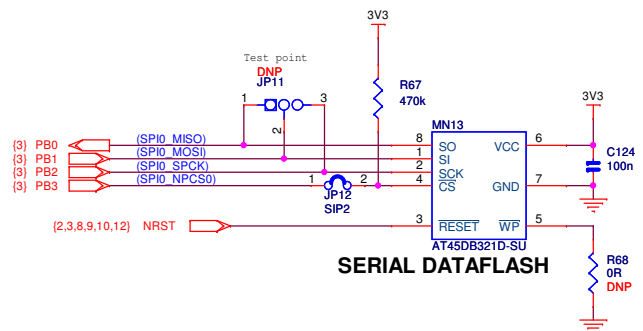 3V3
Test point
DNP
JP11
1
3
2
R67
470k
3V3
MN13
{3} PB0
(SPI0_MISO)
8
SO
VCC
6
{3} PB1
(SPI0_MOSI)
1
SI
{3} PB2
(SPI0_SPCK)
2
SCK
{3} PB3
(SPI0_NPCS0)
1
2
4
CS
GND
7
C124
100n
JP12
SIP2
{2,3,8,9,10,12} NRST
3
RESET
WP
5
AT45DB321D-SU
SERIAL DATAFLASH
R68
0R
DNP